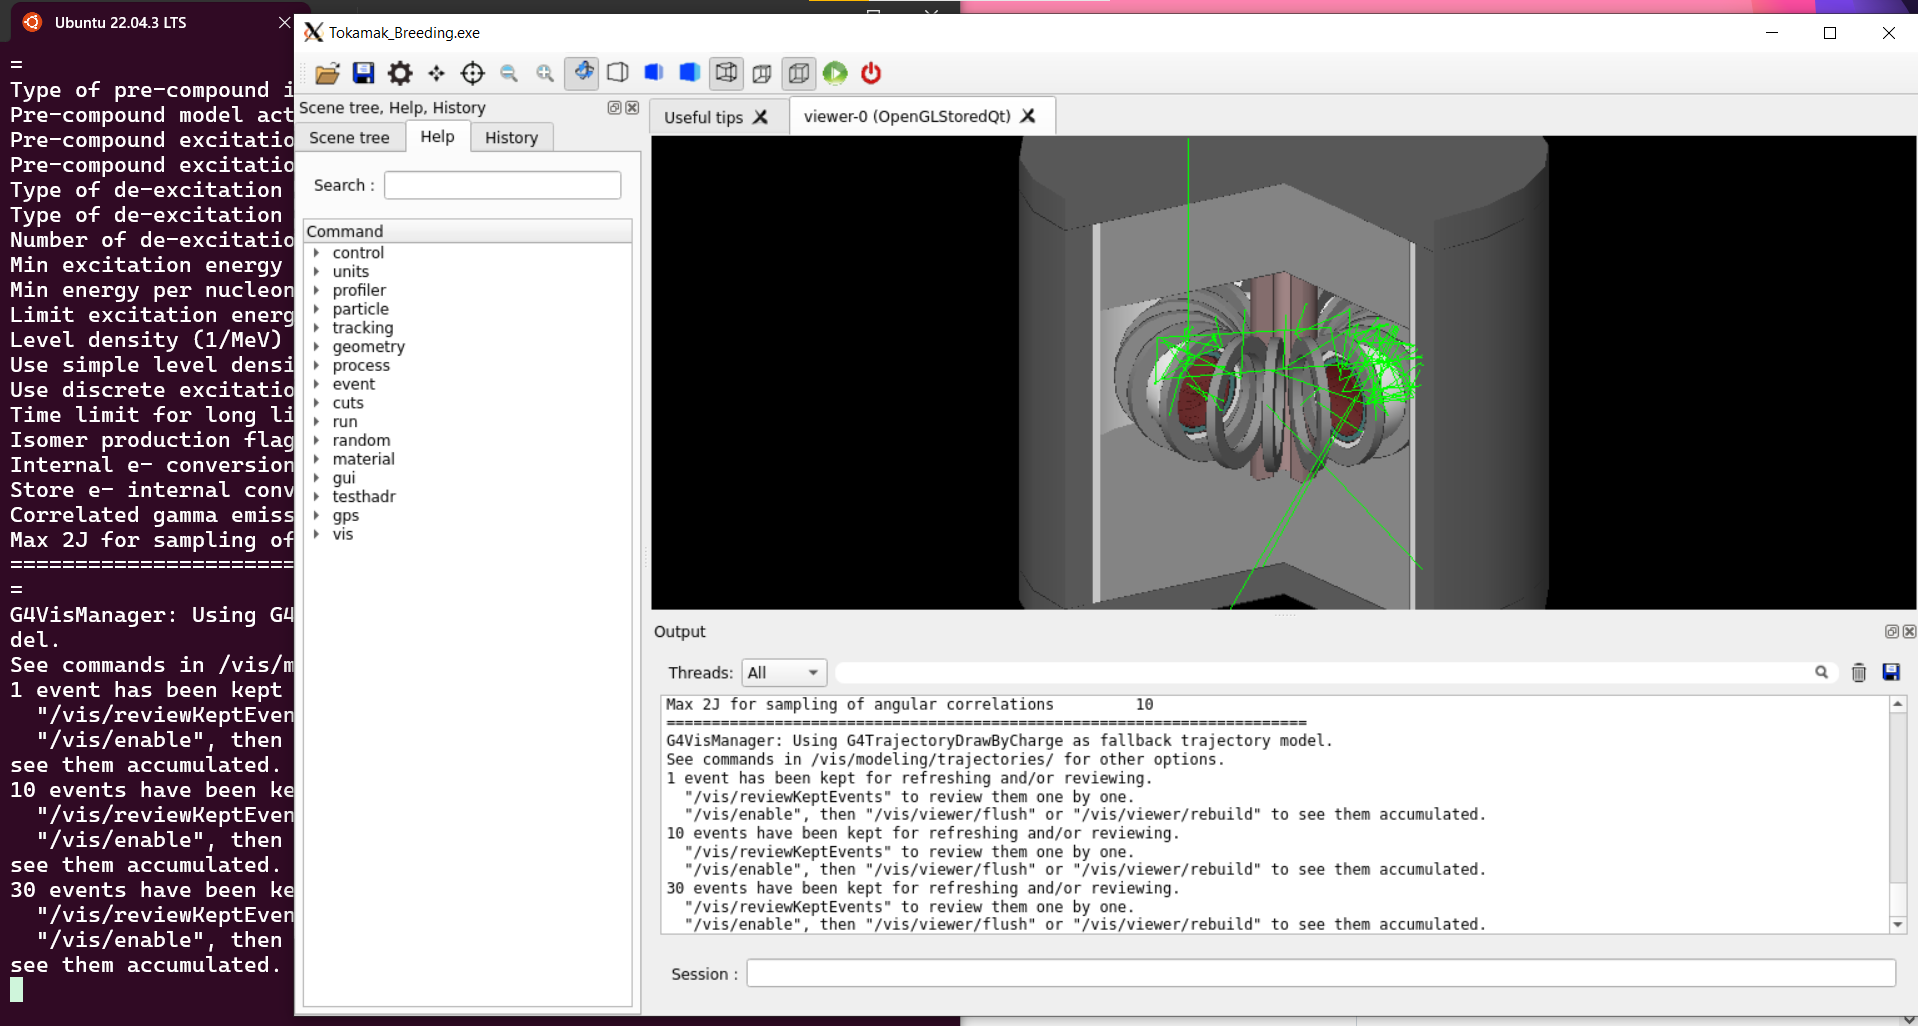 Ubuntu 22.04.3 LTS
=
Type of pre-compound i
Pre-compound model act
Pre-compound excitatio
Pre-compound excitatio
Type of de-excitation
Type of de-excitation
Number of de-excitatio
Min excitation energy
Min energy per nucleon
Limit excitation energ
Level density (1/MeV)
Use simple level densi
Use discrete excitatio
Time limit for long li
Isomer production flag
Internal e- conversion
Store e- internal conv
Correlated gamma emiss
Max 2J for sampling of
======================
=
G4VisManager: Using G4
del.
See commands in /vis/m
1 event has been kept
"/vis/reviewKeptEven
"/vis/enable", then
see them accumulated.
10 events have been ke
"/vis/reviewKeptEven
"/vis/enable", then
see them accumulated.
30 events have been ke
"/vis/reviewKeptEven
"/vis/enable", then
see them accumulated.
Tokamak_Breeding.exe
Scene tree, Help, History
Scene tree Help History
Search :
Command
control
units
profiler
particle
tracking
geometry
process
event
cuts
run
random
material
gui
testhadr
gps
vis
Useful tips viewer-0 (OpenGLStoredQt)
Output
Threads: All
Max 2J for sampling of angular correlations 10
=======================================================================
G4VisManager: Using G4TrajectoryDrawByCharge as fallback trajectory model.
See commands in /vis/modeling/trajectories/ for other options.
1 event has been kept for refreshing and/or reviewing.
"/vis/reviewKeptEvents" to review them one by one.
"/vis/enable", then "/vis/viewer/flush" or "/vis/viewer/rebuild" to see them accumulated.
10 events have been kept for refreshing and/or reviewing.
"/vis/reviewKeptEvents" to review them one by one.
"/vis/enable", then "/vis/viewer/flush" or "/vis/viewer/rebuild" to see them accumulated.
30 events have been kept for refreshing and/or reviewing.
"/vis/reviewKeptEvents" to review them one by one.
"/vis/enable", then "/vis/viewer/flush" or "/vis/viewer/rebuild" to see them accumulated.
Session :